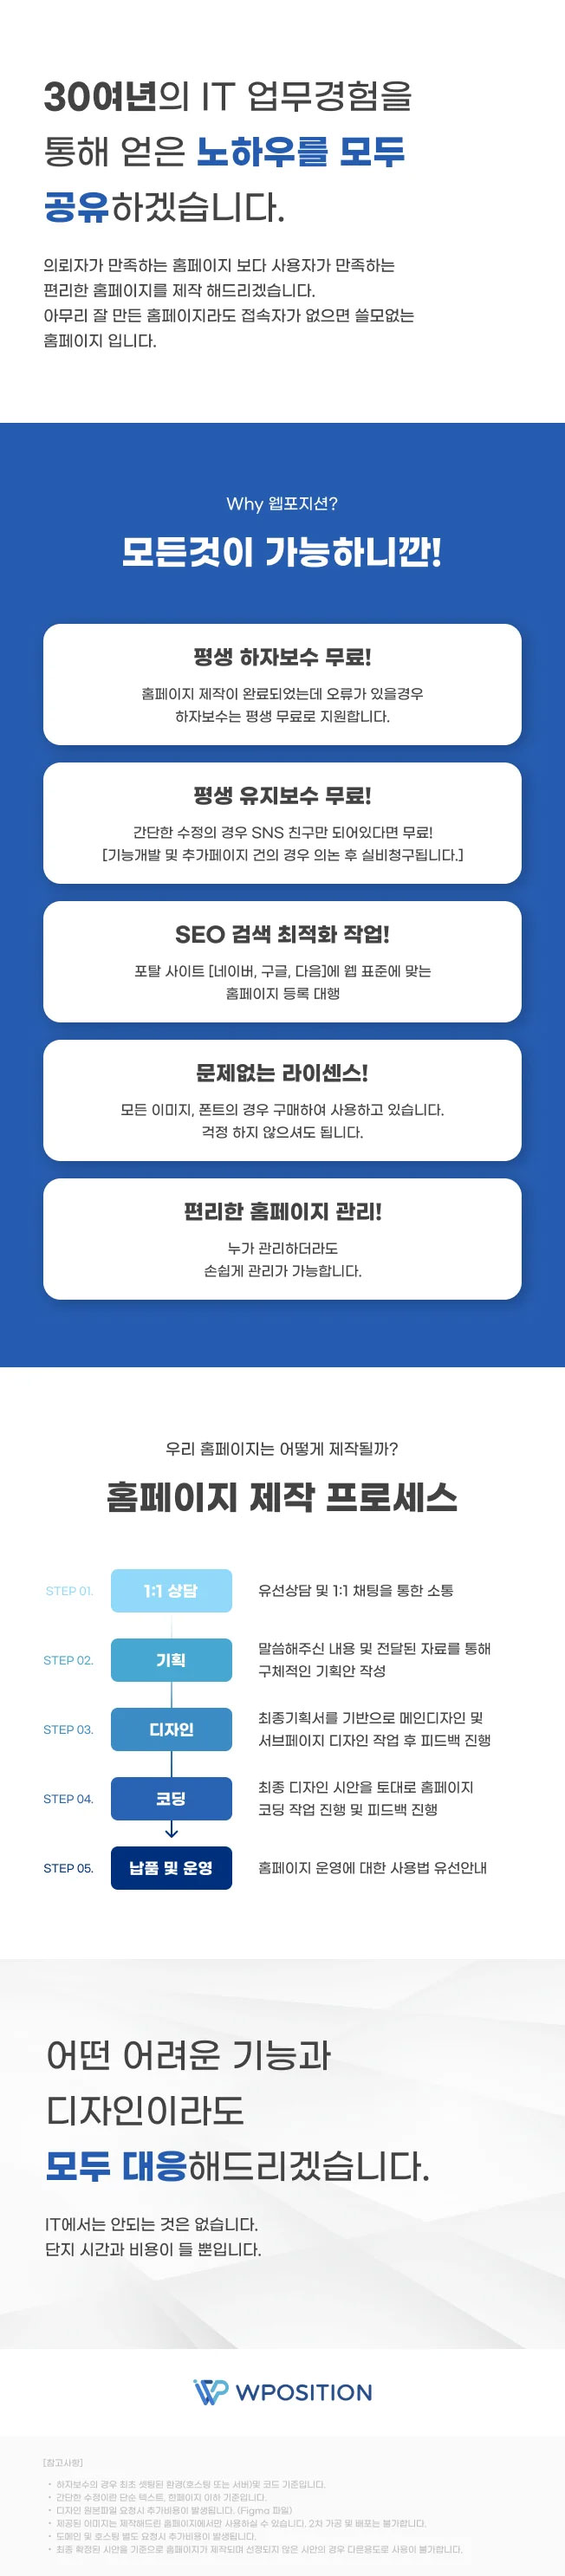 30여년의 IT 업무경험을
통해 얻은 노하우를 모두
공유하겠습니다.
의뢰자가 만족하는 홈페이지 보다 사용자가 만족하는
편리한 홈페이지를 제작 해드리겠습니다.
아무리 잘 만든 홈페이지라도 접속자가 없으면 쓸모없는
홈페이지 입니다.
Why 웹포지션?
모든것이 가능하니깐!
평생 하자보수 무료!
홈페이지 제작이 완료되었는데 오류가 있을경우
하자보수는 평생 무료로 지원합니다.
평생 유지보수 무료!
간단한 수정의 경우 SNS 친구만 되어있다면 무료!
[기능개발 및 추가페이지 건의 경우 의논 후 실비청구됩니다.]
SEO 검색 최적화 작업!
포탈 사이트 [네이버, 구글, 다음]에 웹 표준에 맞는
홈페이지 등록 대행
문제없는 라이센스!
모든 이미지, 폰트의 경우 구매하여 사용하고 있습니다.
걱정 하지 않으셔도 됩니다.
편리한 홈페이지 관리!
누가 관리하더라도
손쉽게 관리가 가능합니다.
우리 홈페이지는 어떻게 제작될까?
홈페이지 제작 프로세스
STEP 01.
1:1 상담
유선상담 및 1:1 채팅을 통한 소통
STEP 02.
기획
말씀해주신 내용 및 전달된 자료를 통해
구체적인 기획안 작성
STEP 03.
디자인
최종기획서를 기반으로 메인디자인 및
서브페이지 디자인 작업 후 피드백 진행
STEP 04.
코딩
최종 디자인 시안을 토대로 홈페이지
코딩 작업 진행 및 피드백 진행
STEP 05.
납품 및 운영
홈페이지 운영에 대한 사용법 유선안내
어떤 어려운 기능과
디자인이라도
모두 대응해드리겠습니다.
IT에서는 안되는 것은 없습니다.
단지 시간과 비용이 들 뿐입니다.
WPOSITION
[참고사항]
• 하자보수의 경우 최초 셋팅된 환경(호스팅 또는 서버)및 코드 기준입니다.
• 간단한 수정이란 단순 텍스트, 한페이지 이하 기준입니다.
• 디자인 원본파일 요청시 추가비용이 발생됩니다. (Figma 파일)
• 제공된 이미지는 제작해드린 홈페이지에서만 사용하실 수 있습니다. 2차 가공 및 배포는 불가합니다.
• 도메인 및 호스팅 별도 요청시 추가비용이 발생됩니다.
• 최종 확정된 시안을 기준으로 홈페이지가 제작되며 선정되지 않은 시안의 경우 다른용도로 사용이 불가합니다.